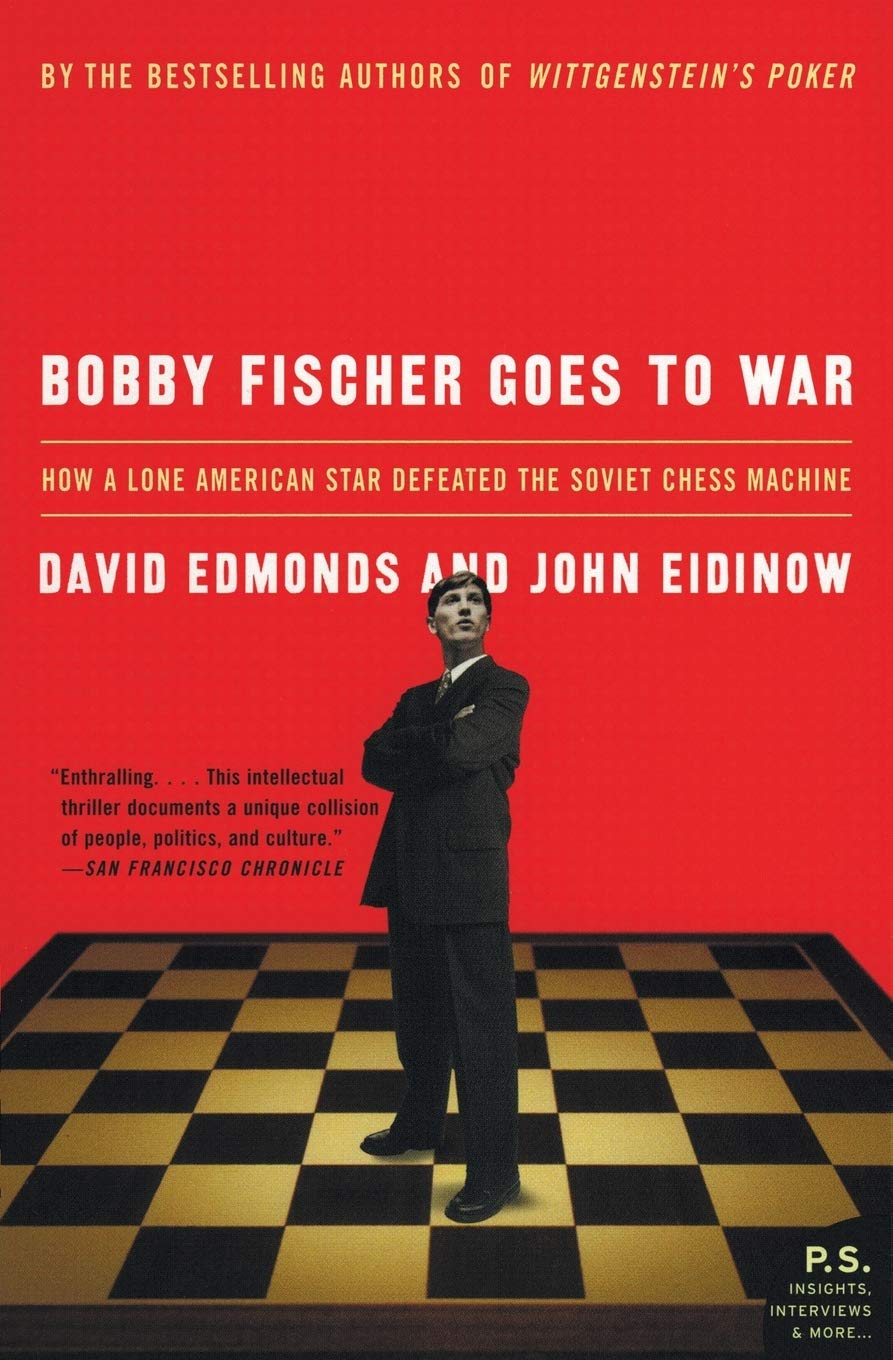 BY THE BESTSELLING AUTHORS OF WITTGENSTEIN'S POKER
BOBBY FISCHER GOES TO WAR
HOW A LONE AMERICAN STAR DEFEATED THE SOVIET CHESS MACHINE
DAVID EDMONDS AND JOHN EIDINOW
“Enthralling. . . . This intellectual
thriller documents a unique collision
of people, politics, and culture.”
—SAN FRANCISCO CHRONICLE
P.S.
INSIGHTS,
INTERVIEWS
& MORE...